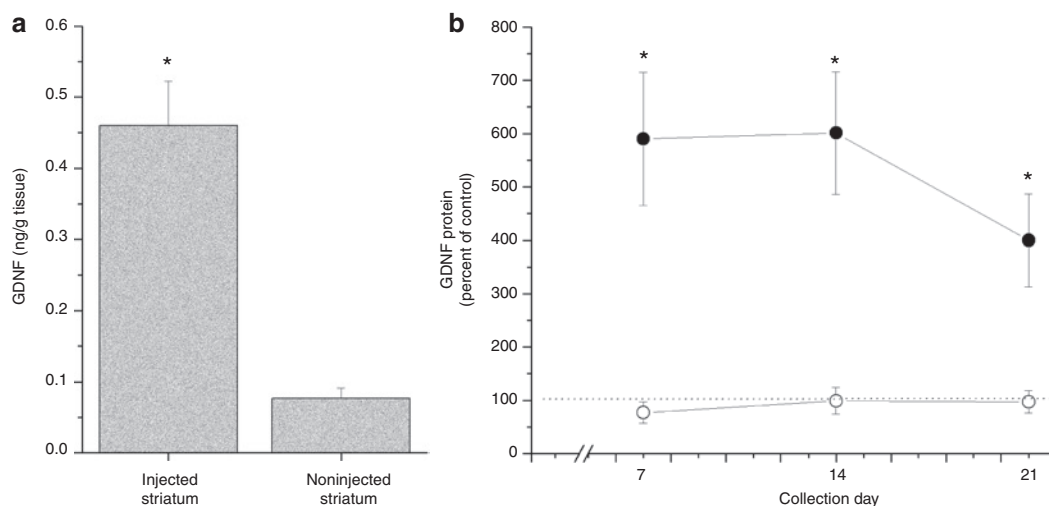 a
0.6
0.5
0.4
0.3
0.2
0.1
0.0
GDNF (ng/g tissue)
*
Injected
striatum
Noninjected
striatum
b
800
700
600
500
400
300
200
100
0
GDNF protein
(percent of control)
*
*
*
7
14
21
Collection day